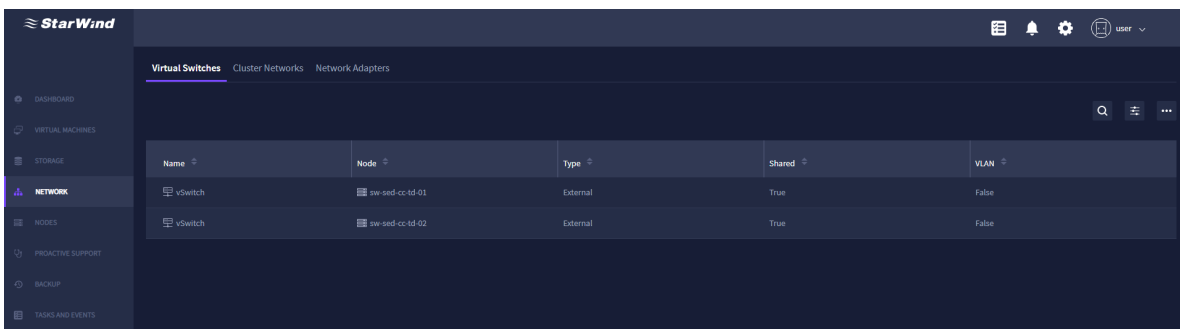 StarWind
user
Virtual Switches Cluster Networks Network Adapters
DASHBOARD
VIRTUAL MACHINES
STORAGE
NETWORK
NODES
PROACTIVE SUPPORT
BACKUP
TASKS AND EVENTS
Name Node Type Shared VLAN
vSwitch sw-sed-cc-td-01 External True False
vSwitch sw-sed-cc-td-02 External True False